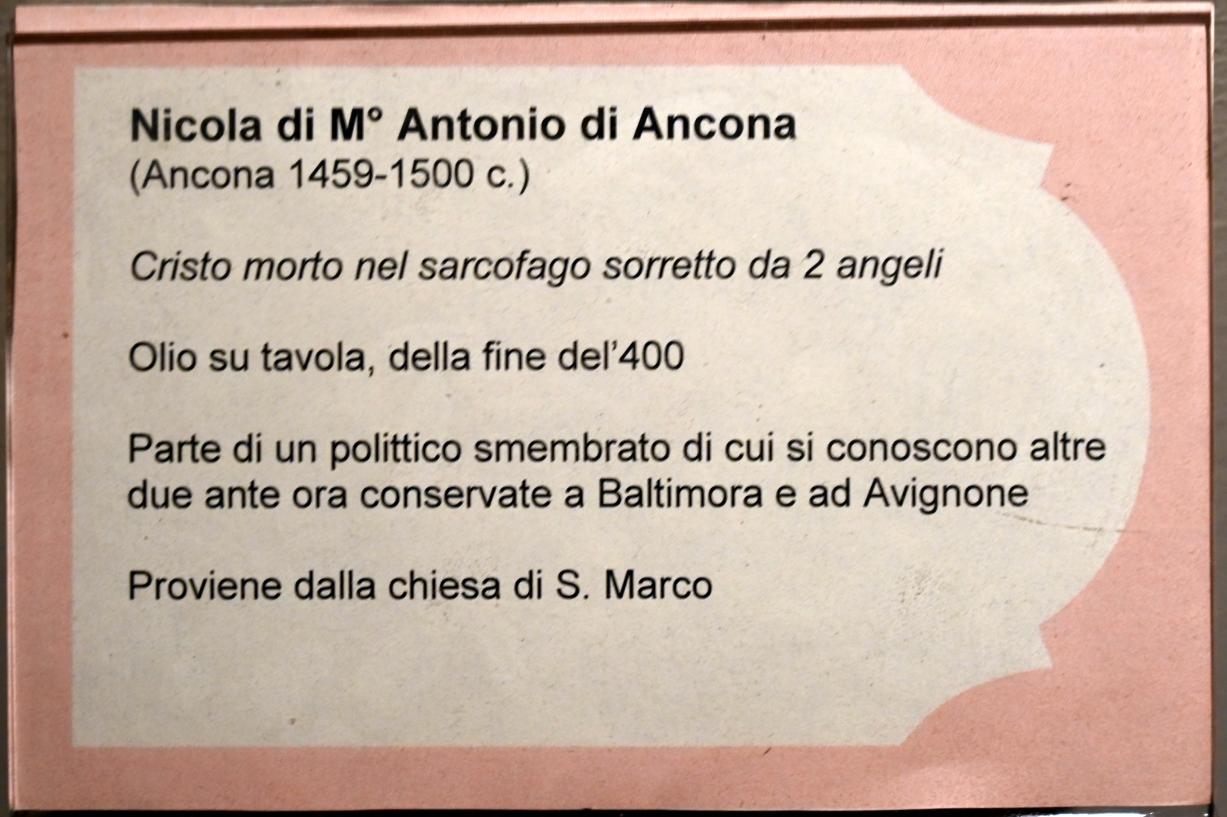 Nicola di M° Antonio di Ancona
(Ancona 1459-1500 c.)
Cristo morto nel sarcofago sorretto da 2 angeli
Olio su tavola, della fine del’400
Parte di un polittico smembrato di cui si conoscono altre
due ante ora conservate a Baltimora e ad Avignone
Proviene dalla chiesa di S. Marco